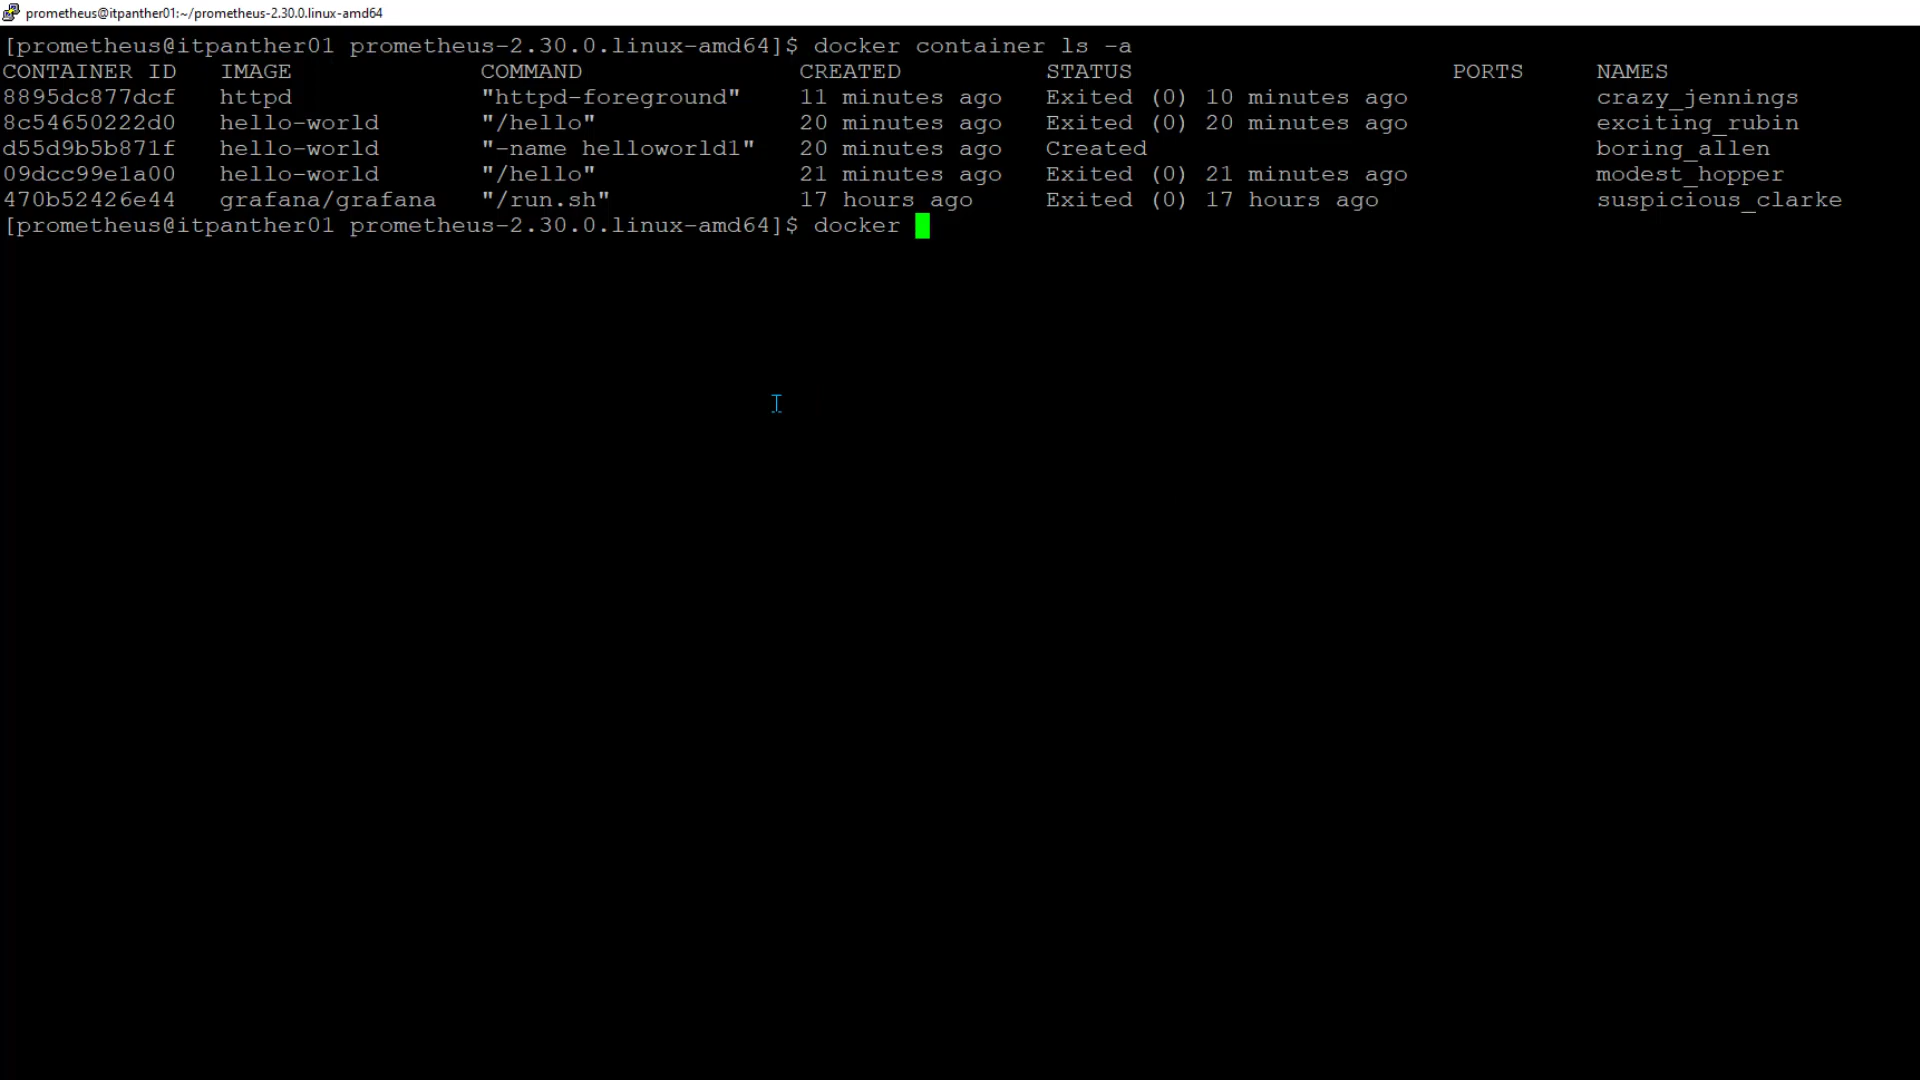 prometheus@itpanther01:~/prometheus-2.30.0.linux-amd64
[prometheus@itpanther01 prometheus-2.30.0.linux-amd64]$ docker container ls -a
CONTAINER ID   IMAGE             COMMAND               CREATED          STATUS                      PORTS     NAMES
8895dc877dcf   httpd             "httpd-foreground"    11 minutes ago   Exited (0) 10 minutes ago             crazy_jennings
8c54650222d0   hello-world       "/hello"              20 minutes ago   Exited (0) 20 minutes ago             exciting_rubin
d55d9b5b871f   hello-world       "-name helloworld1"   20 minutes ago   Created                               boring_allen
09dcc99e1a00   hello-world       "/hello"              21 minutes ago   Exited (0) 21 minutes ago             modest_hopper
470b52426e44   grafana/grafana   "/run.sh"             17 hours ago     Exited (0) 17 hours ago               suspicious_clarke
[prometheus@itpanther01 prometheus-2.30.0.linux-amd64]$ docker